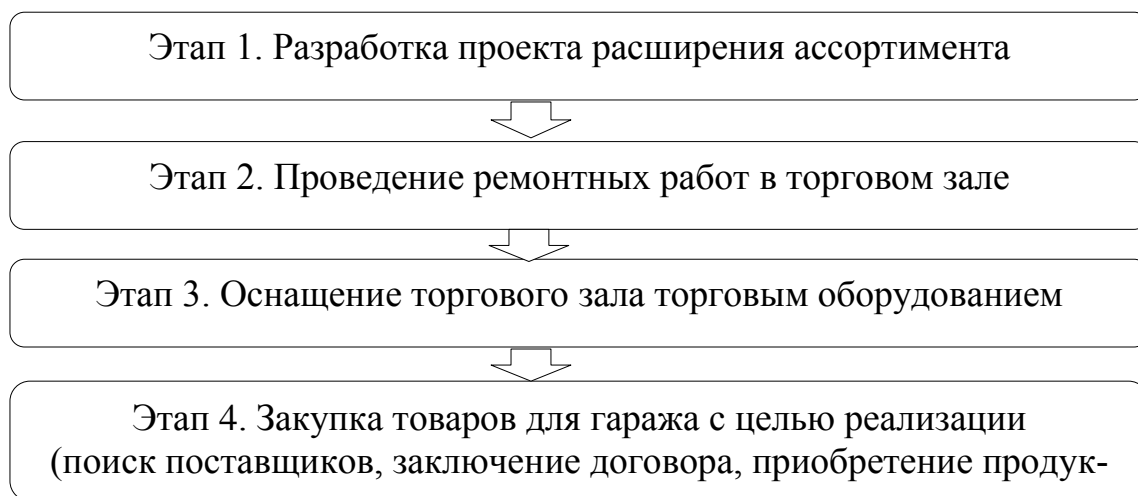 Этап 1. Разработка проекта расширения ассортимента
Этап 2. Проведение ремонтных работ в торговом зале
Этап 3. Оснащение торгового зала торговым оборудованием
Этап 4. Закупка товаров для гаража с целью реализации
(поиск поставщиков, заключение договора, приобретение продук-